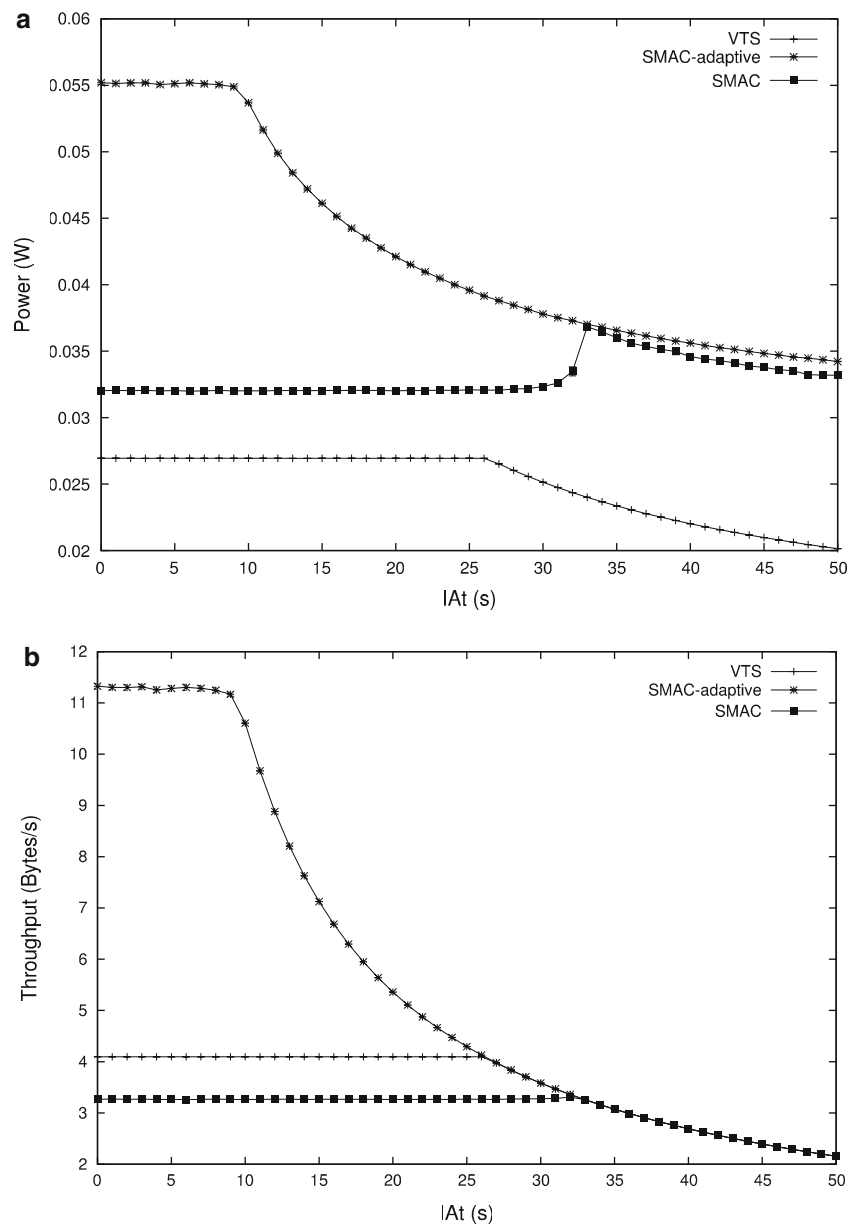 a
0.06
0.055
0.05
0.045
0.04
0.035
0.03
0.025
0.02
Power (W)
VTS
SMAC-adaptive
SMAC
0 5 10 15 20 25 30 35 40 45 50
IAt (s)
b
12
11
10
9
8
7
6
5
4
3
2
Throughput (Bytes/s)
VTS
SMAC-adaptive
SMAC
0 5 10 15 20 25 30 35 40 45 50
IAt (s)